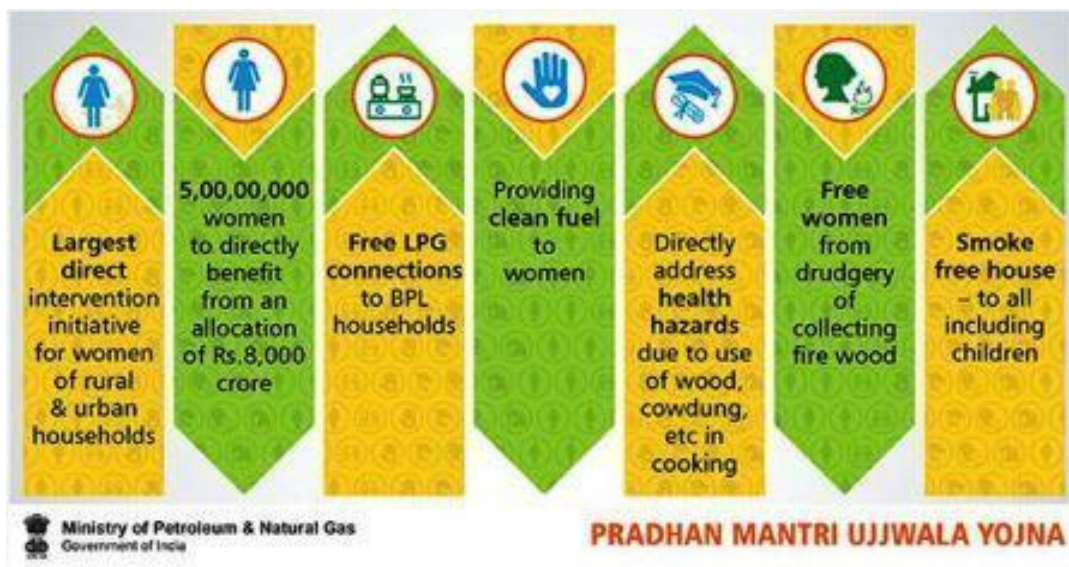 Largest
direct
intervention
initiative
for women
of rural
& urban
households
5,00,00,000
women
to directly
benefit
from an
allocation
of Rs.8,000
crore
Free LPG
connections
to BPL
households
Providing
clean fuel
to
women
Directly
address
health
hazards
due to use
of wood,
cowdung,
etc in
cooking
Free
women
from
drudgery
of
collecting
fire wood
Smoke
free house
– to all
including
children
Ministry of Petroleum & Natural Gas
Government of India
PRADHAN MANTRI UJJWALA YOJNA